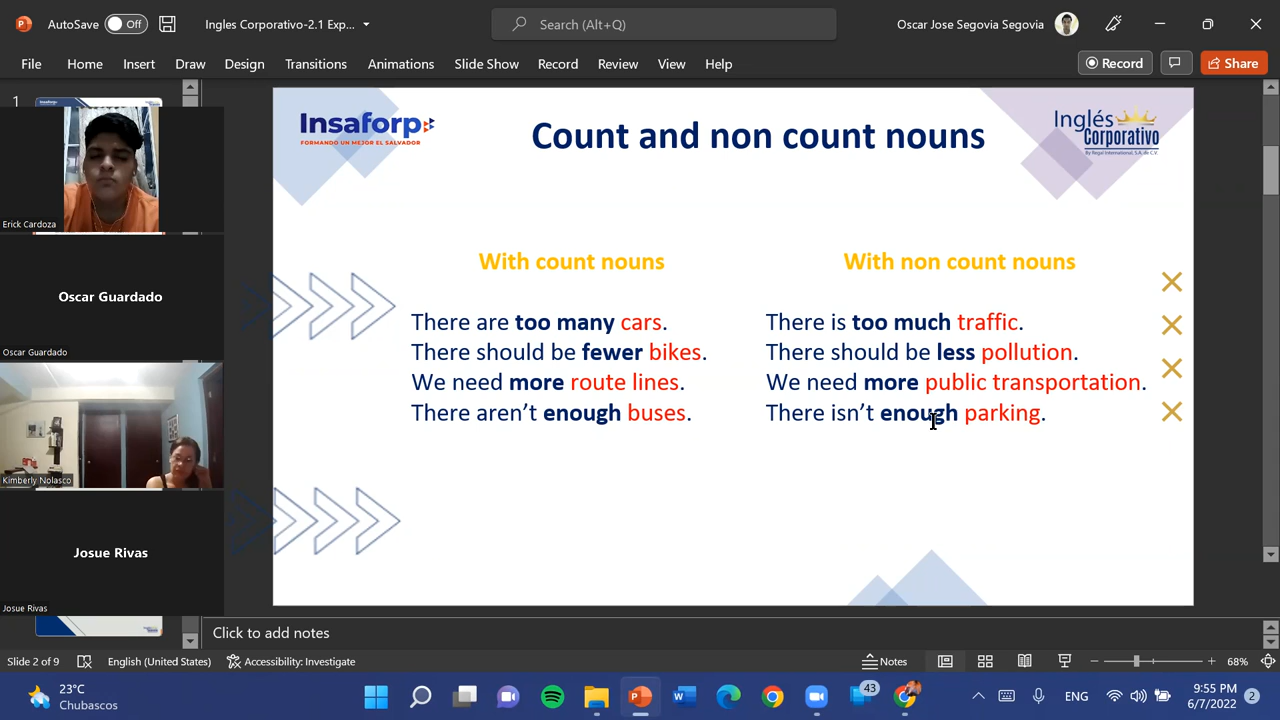 AutoSave Off Ingles Corporativo-2.1 Exp... Search (Alt+Q) Oscar Jose Segovia Segovia
File Home Insert Draw Design Transitions Animations Slide Show Record Review View Help Record Share
1
Insaforp
FORMANDO UN MEJOR EL SALVADOR
Count and non count nouns
Inglés
Corporativo
By Regal International, S.A. de C.V.
Erick Cardoza
Oscar Guardado
Oscar Guardado
Kimberly Nolasco
Josue Rivas
Josue Rivas
With count nouns
There are too many cars.
There should be fewer bikes.
We need more route lines.
There aren't enough buses.
With non count nouns
There is too much traffic.
There should be less pollution.
We need more public transportation.
There isn't enough parking.
Click to add notes
Slide 2 of 9 English (United States) Accessibility: Investigate Notes 68%
23°C
Chubascos
43
ENG
9:55 PM
6/7/2022
2